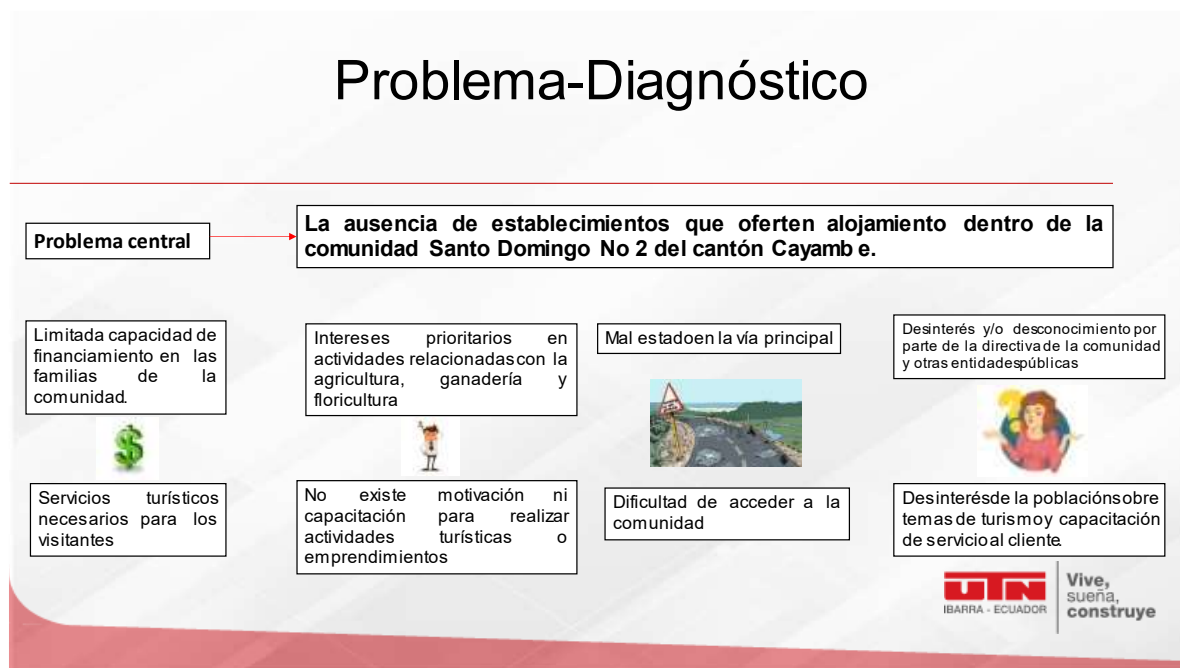 Problema-Diagnóstico
Problema central
La ausencia de establecimientos que oferten alojamiento dentro de la
comunidad Santo Domingo No 2 del cantón Cayamb e.
Limitada capacidad de
financiamiento en las
familias de la
comunidad.
Intereses prioritarios en
actividades relacionadas con la
agricultura, ganadería y
floricultura
Mal estadoen la vía principal
Desinterés y/o desconocimiento por
parte de la directiva de la comunidad
y otras entidadespúblicas
Servicios turísticos
necesarios para los
visitantes
No existe motivación ni
capacitación para realizar
actividades turísticas o
emprendimientos
Dificultad de acceder a la
comunidad
Desinterésde la poblaciónsobre
temas de turismoy capacitación
de servicioal cliente.
UTN
IBARRA - ECUADOR
Vive,
sueña,
construye